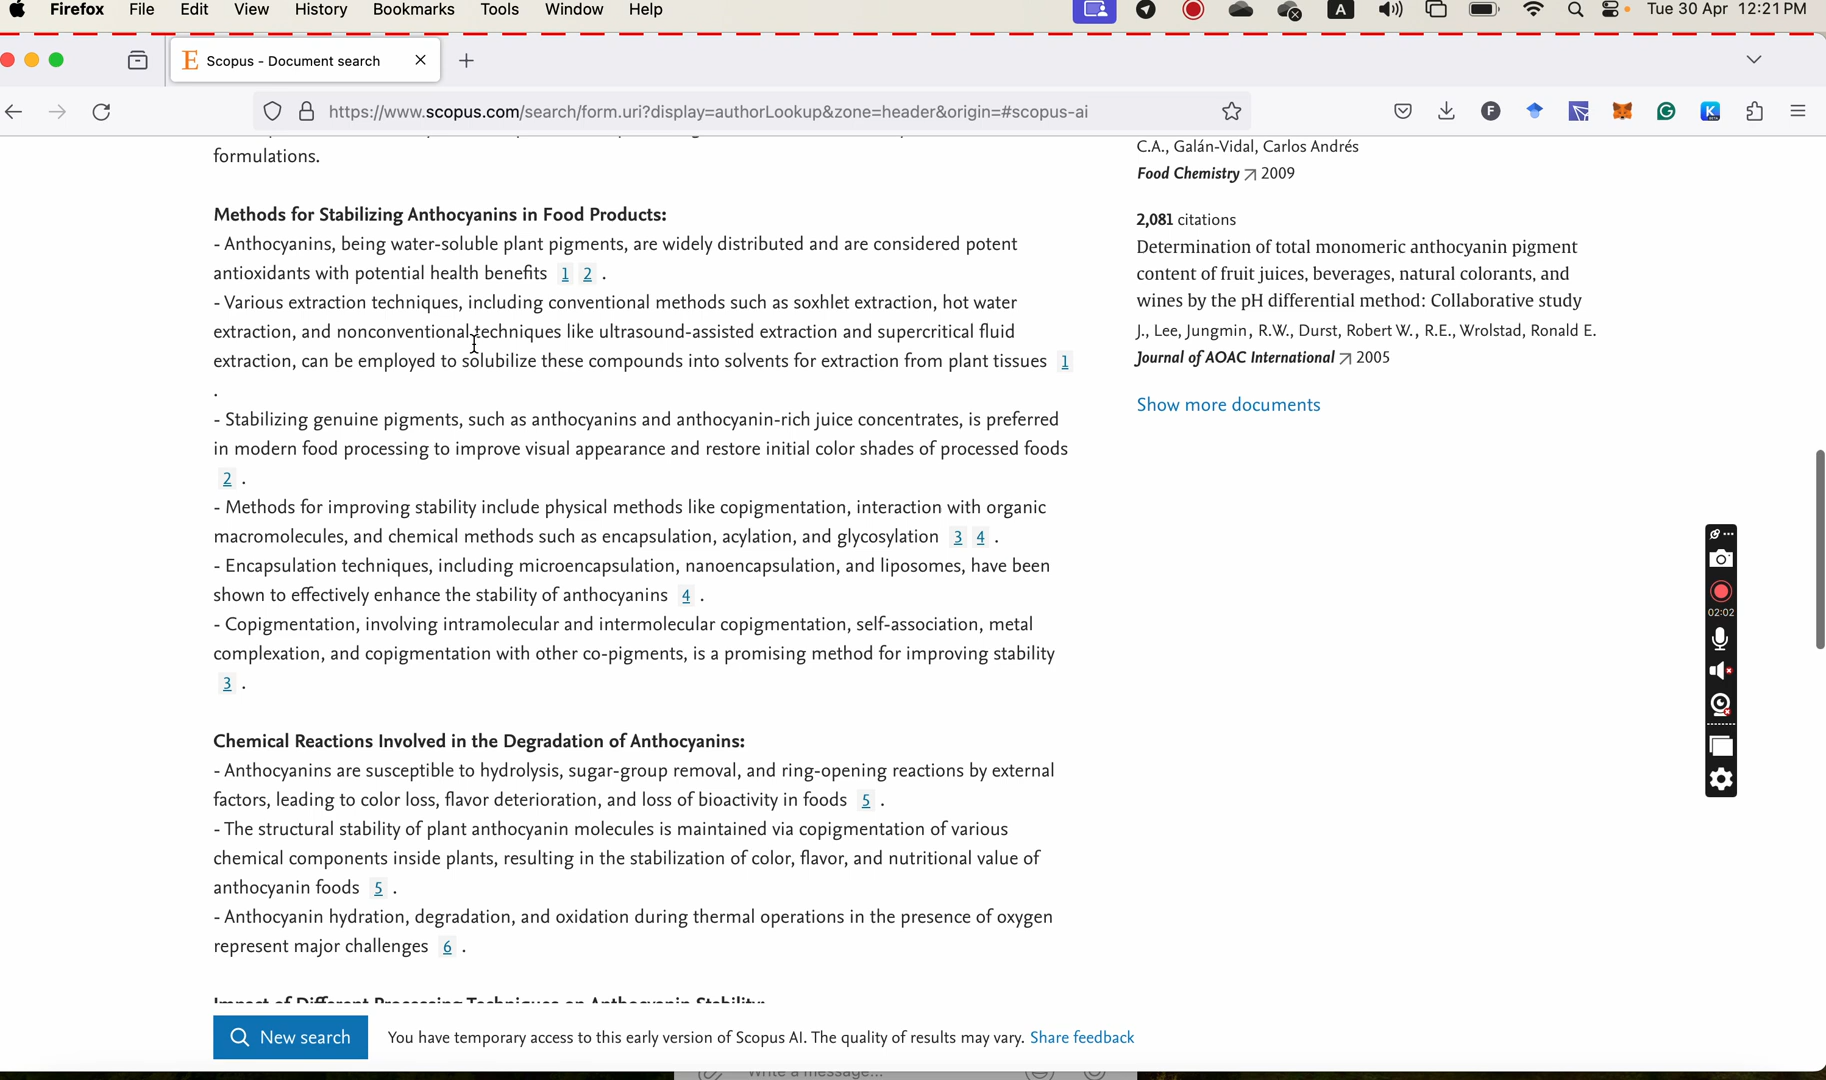 Firefox File Edit View History Bookmarks Tools Window Help A Tue 30 Apr 12:21 PM
E Scopus - Document search
https://www.scopus.com/search/form.uri?display=authorLookup&zone=header&origin=#scopus-ai
formulations.
Methods for Stabilizing Anthocyanins in Food Products:
- Anthocyanins, being water-soluble plant pigments, are widely distributed and are considered potent
antioxidants with potential health benefits 1 2 .
- Various extraction techniques, including conventional methods such as soxhlet extraction, hot water
extraction, and nonconventional techniques like ultrasound-assisted extraction and supercritical fluid
extraction, can be employed to solubilize these compounds into solvents for extraction from plant tissues 1
.
- Stabilizing genuine pigments, such as anthocyanins and anthocyanin-rich juice concentrates, is preferred
in modern food processing to improve visual appearance and restore initial color shades of processed foods
2 .
- Methods for improving stability include physical methods like copigmentation, interaction with organic
macromolecules, and chemical methods such as encapsulation, acylation, and glycosylation 3 4 .
- Encapsulation techniques, including microencapsulation, nanoencapsulation, and liposomes, have been
shown to effectively enhance the stability of anthocyanins 4 .
- Copigmentation, involving intramolecular and intermolecular copigmentation, self-association, metal
complexation, and copigmentation with other co-pigments, is a promising method for improving stability
3 .
Chemical Reactions Involved in the Degradation of Anthocyanins:
- Anthocyanins are susceptible to hydrolysis, sugar-group removal, and ring-opening reactions by external
factors, leading to color loss, flavor deterioration, and loss of bioactivity in foods 5 .
- The structural stability of plant anthocyanin molecules is maintained via copigmentation of various
chemical components inside plants, resulting in the stabilization of color, flavor, and nutritional value of
anthocyanin foods 5 .
- Anthocyanin hydration, degradation, and oxidation during thermal operations in the presence of oxygen
represent major challenges 6 .
Impact of Different Processing Techniques on Anthocyanin Stability:
C.A., Galán-Vidal, Carlos Andrés
Food Chemistry 2009
2,081 citations
Determination of total monomeric anthocyanin pigment
content of fruit juices, beverages, natural colorants, and
wines by the pH differential method: Collaborative study
J., Lee, Jungmin, R.W., Durst, Robert W., R.E., Wrolstad, Ronald E.
Journal of AOAC International 2005
Show more documents
02:02
New search You have temporary access to this early version of Scopus AI. The quality of results may vary. Share feedback
Write a message...